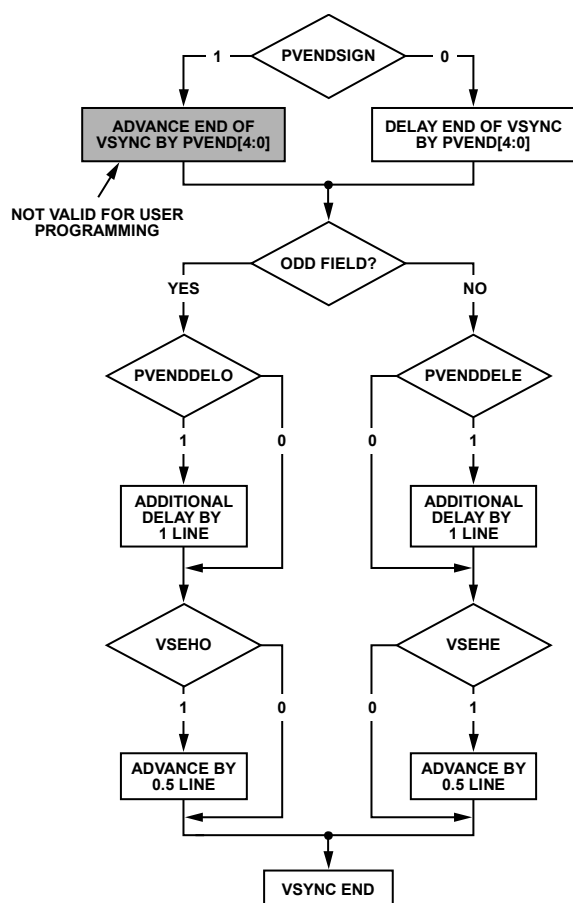 PVENDSIGN
1
0
ADVANCE END OF
VSYNC BY PVEND[4:0]
DELAY END OF VSYNC
BY PVEND[4:0]
NOT VALID FOR USER
PROGRAMMING
ODD FIELD?
YES
NO
PVENDDELO
PVENDDELE
1
0
0
1
ADDITIONAL
DELAY BY
1 LINE
ADDITIONAL
DELAY BY
1 LINE
VSEHO
VSEHE
1
0
0
1
ADVANCE BY
0.5 LINE
ADVANCE BY
0.5 LINE
VSYNC END